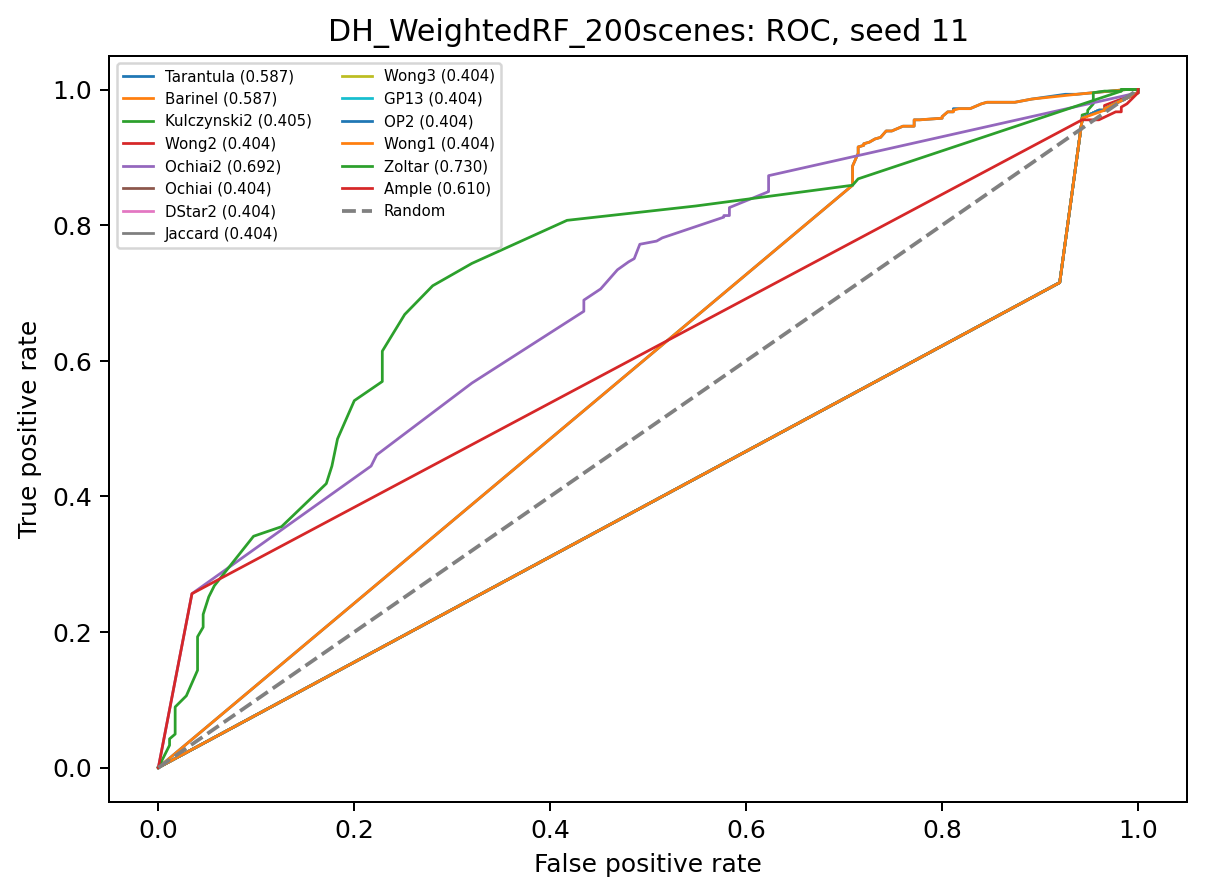 DH_WeightedRF_200scenes: ROC, seed 11
Tarantula (0.587)
Barinel (0.587)
Kulczynski2 (0.405)
Wong2 (0.404)
Ochiai2 (0.692)
Ochiai (0.404)
DStar2 (0.404)
Jaccard (0.404)
Wong3 (0.404)
GP13 (0.404)
OP2 (0.404)
Wong1 (0.404)
Zoltar (0.730)
Ample (0.610)
Random
1.0
0.8
0.6
0.4
0.2
0.0
True positive rate
0.0 0.2 0.4 0.6 0.8 1.0
False positive rate